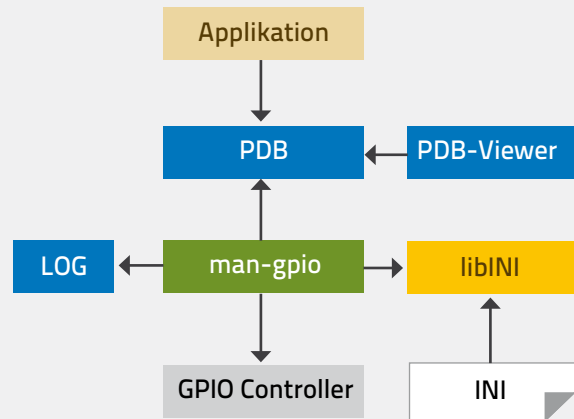 Applikation
PDB
PDB-Viewer
LOG
man-gpio
libINI
GPIO Controller
INI